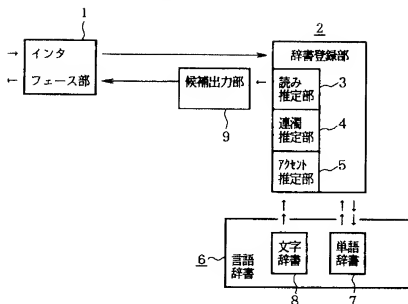 1
2
インタ
フェース部
辞書登録部
候補出力部
読み
推定部
3
9
連濁
推定部
4
アクセント
推定部
5
6
言語
辞書
文字
辞書
単語
辞書
8
7